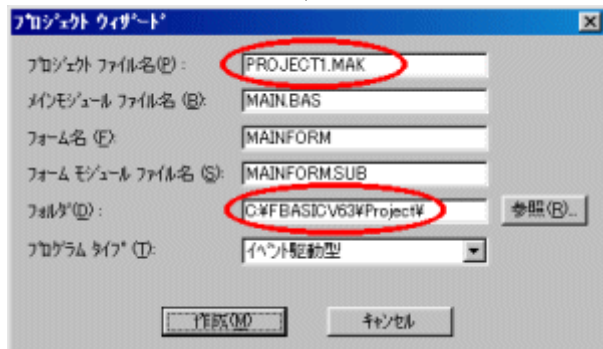 ﾌﾟﾛｼﾞｪｸﾄ ｳｨｻﾞｰﾄﾞ
ﾌﾟﾛｼﾞｪｸﾄ ﾌｧｲﾙ名(P) : PROJECT1.MAK
ﾒｲﾝﾓｼﾞｭｰﾙ ﾌｧｲﾙ名 (B): MAIN.BAS
ﾌｫｰﾑ名 (F): MAINFORM
ﾌｫｰﾑ ﾓｼﾞｭｰﾙ ﾌｧｲﾙ名 (S): MAINFORM.SUB
ﾌｫﾙﾀﾞ(D) : C:¥FBASICV63¥Project¥ 参照(R)...
ﾌﾟﾛｸﾞﾗﾑ ﾀｲﾌﾟ (T): ｲﾍﾞﾝﾄ駆動型
作成(M) ｷｬﾝｾﾙ